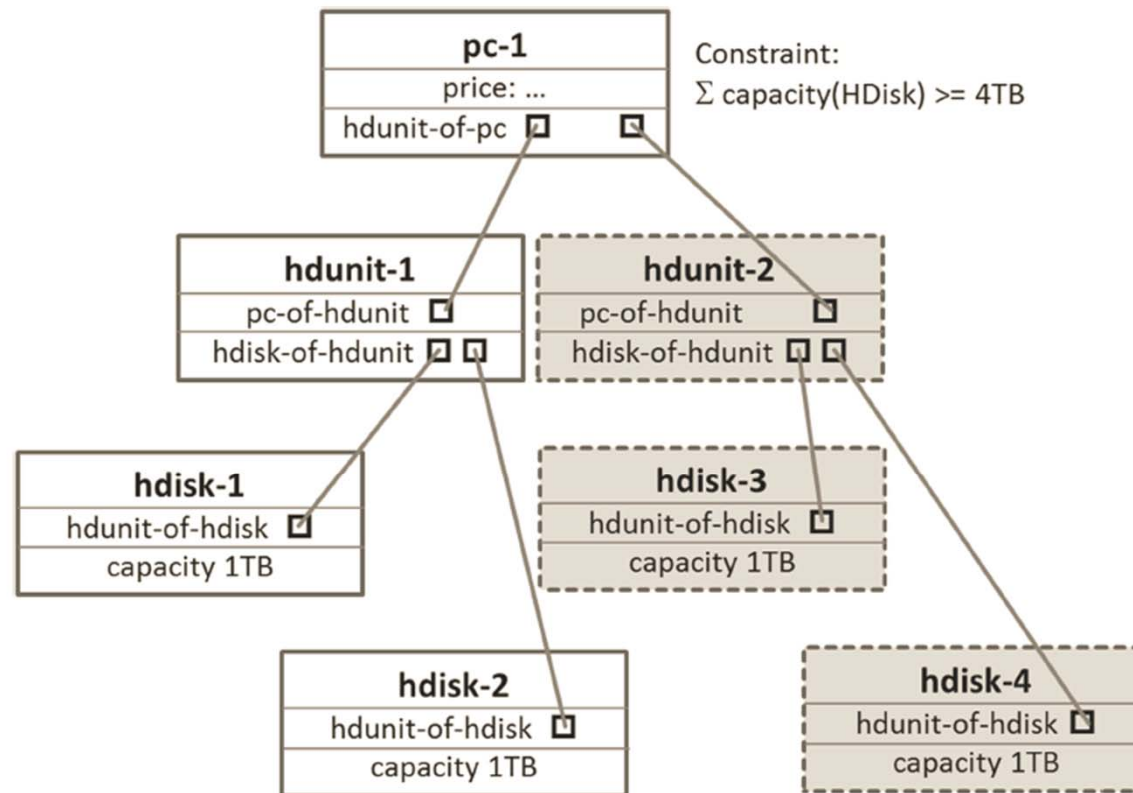 pc-1
price: ...
hdunit-of-pc
Constraint:
Σ capacity(HDisk) >= 4TB
hdunit-1
pc-of-hdunit
hdisk-of-hdunit
hdunit-2
pc-of-hdunit
hdisk-of-hdunit
hdisk-1
hdunit-of-hdisk
capacity 1TB
hdisk-3
hdunit-of-hdisk
capacity 1TB
hdisk-2
hdunit-of-hdisk
capacity 1TB
hdisk-4
hdunit-of-hdisk
capacity 1TB